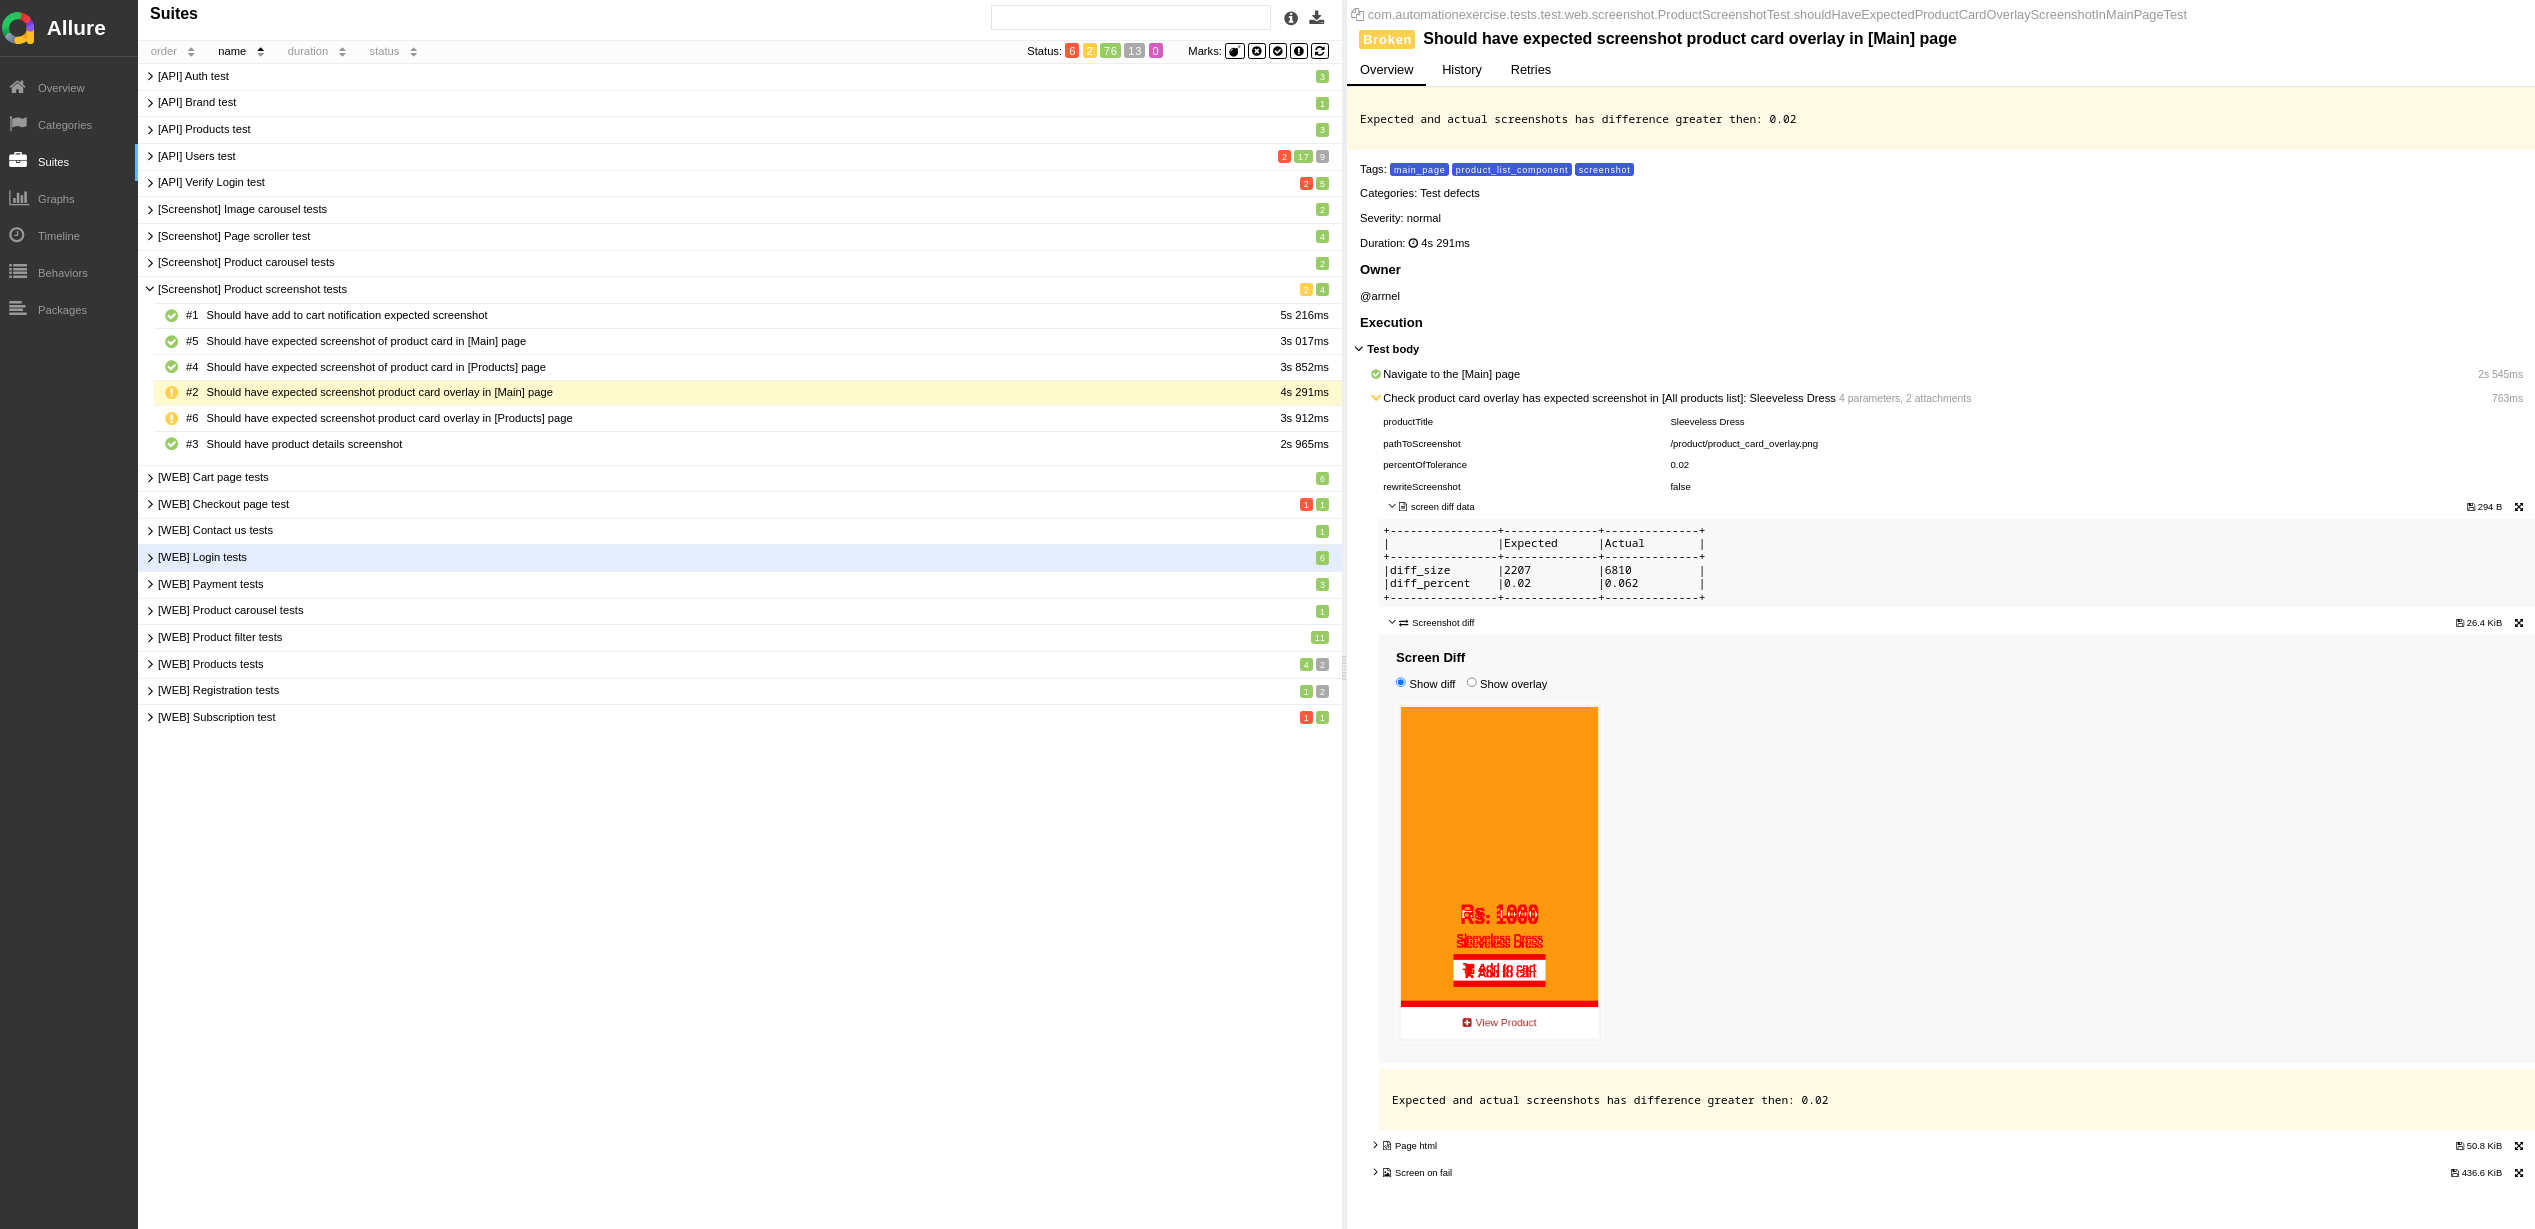 Allure
Overview
Categories
Suites
Graphs
Timeline
Behaviors
Packages
Suites
order name duration status Status: 6 2 76 13 0 Marks:
[API] Auth test 3
[API] Brand test 1
[API] Products test 3
[API] Users test 2 17 9
[API] Verify Login test 2 5
[Screenshot] Image carousel tests 2
[Screenshot] Page scroller test 4
[Screenshot] Product carousel tests 2
[Screenshot] Product screenshot tests 2 4
#1 Should have add to cart notification expected screenshot 5s 216ms
#5 Should have expected screenshot of product card in [Main] page 3s 017ms
#4 Should have expected screenshot of product card in [Products] page 3s 852ms
#2 Should have expected screenshot product card overlay in [Main] page 4s 291ms
#6 Should have expected screenshot product card overlay in [Products] page 3s 912ms
#3 Should have product details screenshot 2s 965ms
[WEB] Cart page tests 6
[WEB] Checkout page test 1 1
[WEB] Contact us tests 1
[WEB] Login tests 6
[WEB] Payment tests 3
[WEB] Product carousel tests 1
[WEB] Product filter tests 11
[WEB] Products tests 4 2
[WEB] Registration tests 1 2
[WEB] Subscription test 1 1
com.automationexercise.tests.test.web.screenshot.ProductScreenshotTest.shouldHaveExpectedProductCardOverlayScreenshotInMainPageTest
Broken Should have expected screenshot product card overlay in [Main] page
Overview History Retries
Expected and actual screenshots has difference greater then: 0.02
Tags: main_page product_list_component screenshot
Categories: Test defects
Severity: normal
Duration: 4s 291ms
Owner
@arrnel
Execution
Test body
Navigate to the [Main] page 2s 545ms
Check product card overlay has expected screenshot in [All products list]: Sleeveless Dress 4 parameters, 2 attachments 763ms
productTitle Sleeveless Dress
pathToScreenshot /product/product_card_overlay.png
percentOfTolerance 0.02
rewriteScreenshot false
screen diff data 294 B
+----------------+--------------+--------------+
|                |Expected      |Actual        |
+----------------+--------------+--------------+
|diff_size       |2207          |6810          |
|diff_percent    |0.02          |0.062         |
+----------------+--------------+--------------+
Screenshot diff 26.4 KiB
Screen Diff
Show diff Show overlay
Rs. 1000
Sleeveless Dress
Add to cart
View Product
Expected and actual screenshots has difference greater then: 0.02
Page html 50.8 KiB
Screen on fail 436.6 KiB